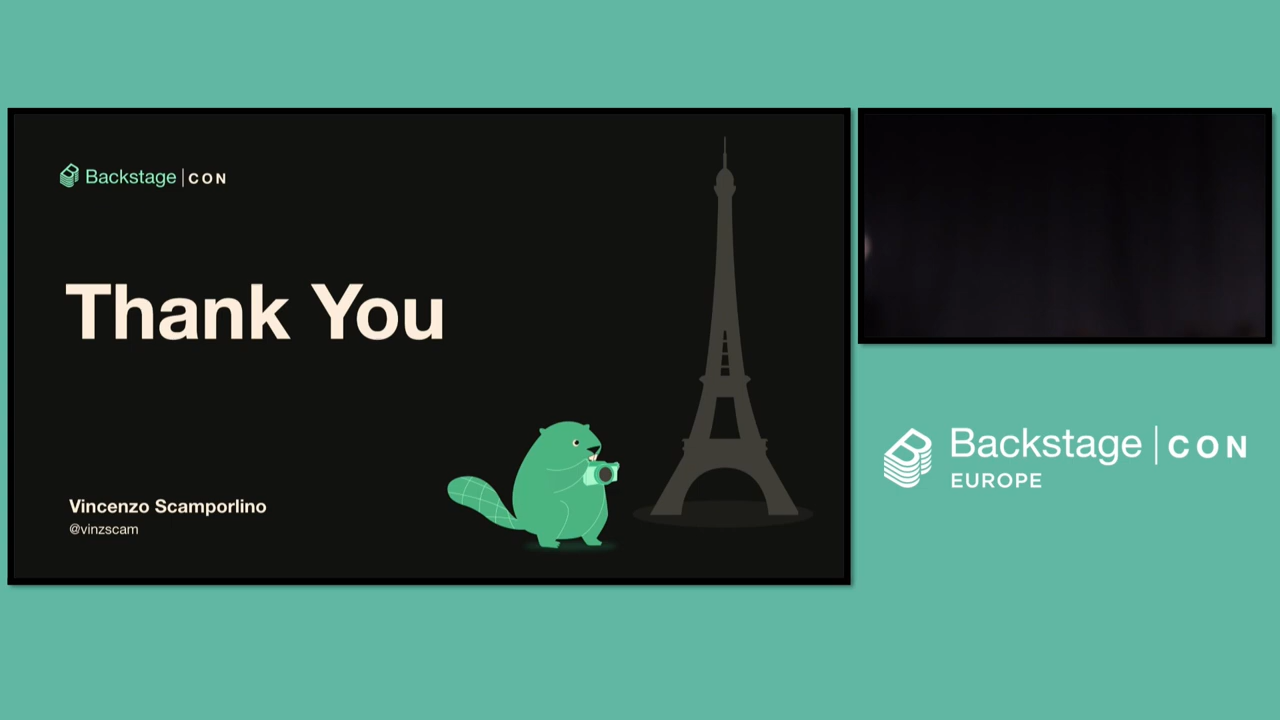 Backstage | CON
Thank You
Vincenzo Scamporlino
@vinzscam
Backstage | CON
EUROPE